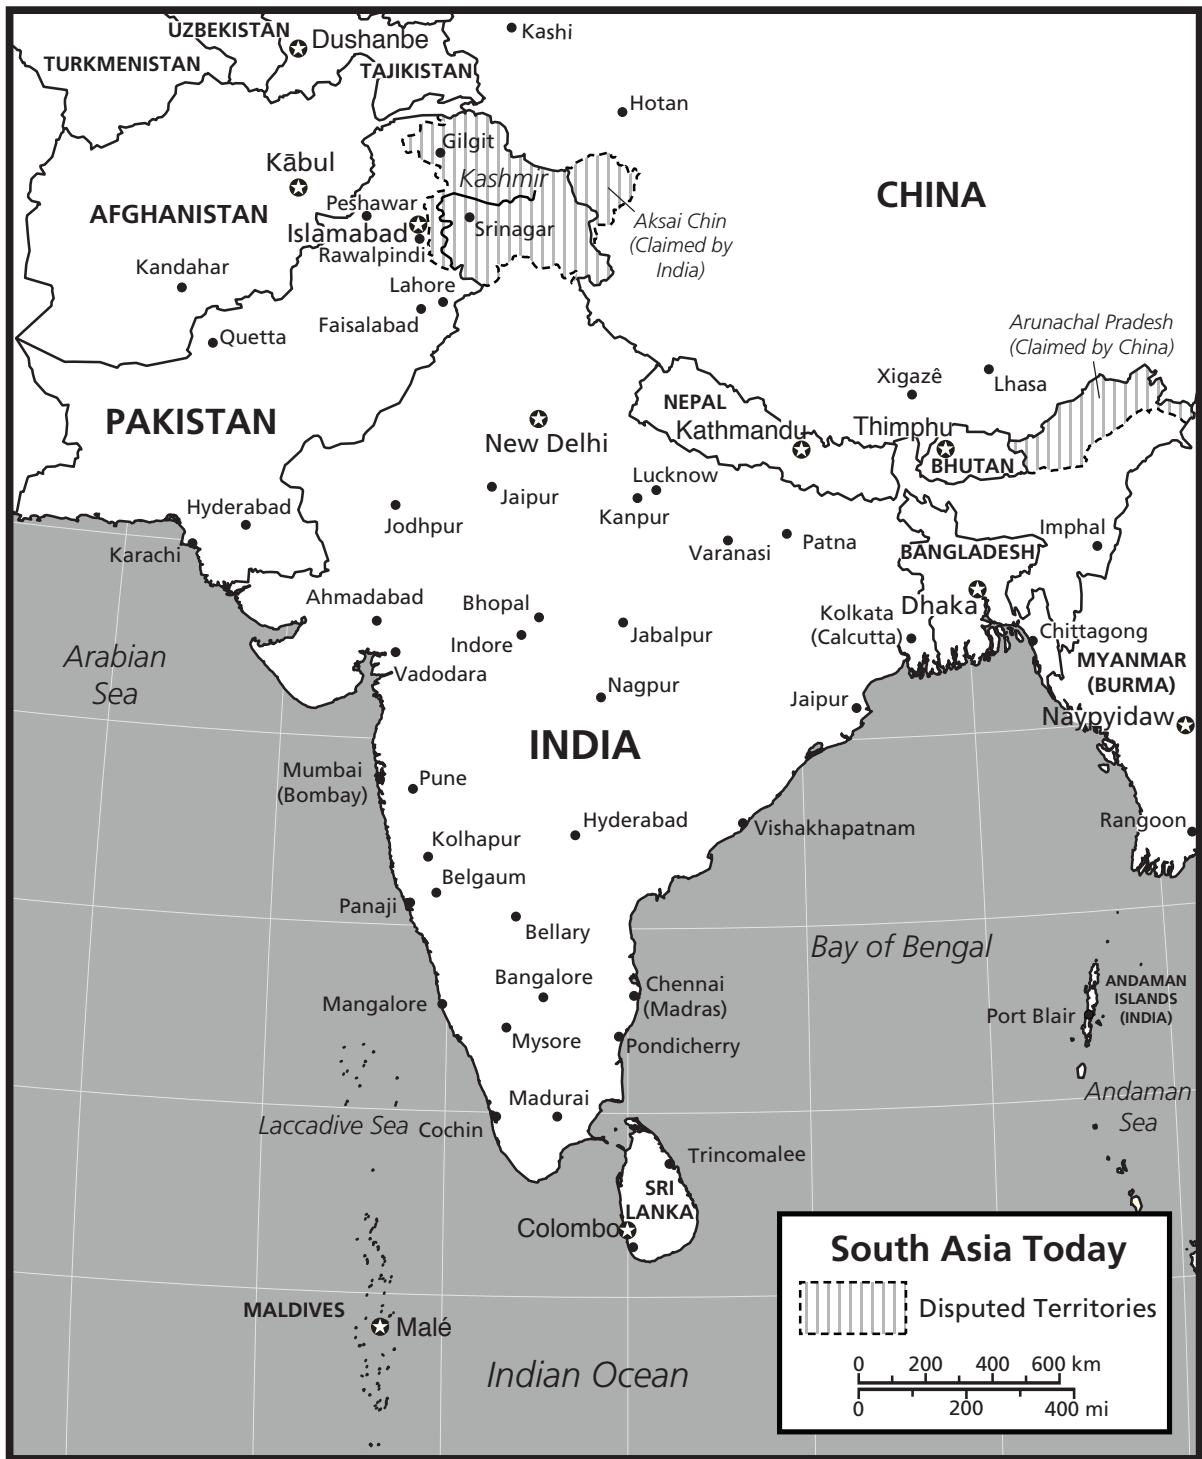 UZBEKISTAN
Dushanbe
Kashi
TURKMENISTAN
TAJIKISTAN
Hotan
Gilgit
Kābul
Kashmir
CHINA
Peshawar
AFGHANISTAN
Aksai Chin
(Claimed by
India)
Srinagar
Islamabad
Rawalpindi
Kandahar
Lahore
Faisalabad
Quetta
Arunachal Pradesh
(Claimed by China)
Xigazê
Lhasa
NEPAL
PAKISTAN
Kathmandu
Thimphu
New Delhi
BHUTAN
Lucknow
Jaipur
Hyderabad
Kanpur
Jodhpur
Imphal
Patna
Varanasi
BANGLADESH
Karachi
Ahmadabad
Bhopal
Dhaka
Kolkata
(Calcutta)
Jabalpur
Chittagong
Indore
Arabian
Sea
MYANMAR
(BURMA)
Vadodara
Nagpur
Jaipur
Naypyidaw
INDIA
Mumbai
(Bombay)
Pune
Hyderabad
Rangoon
Vishakhapatnam
Kolhapur
Belgaum
Panaji
Bellary
Bay of Bengal
Bangalore
Chennai
(Madras)
ANDAMAN
ISLANDS
(INDIA)
Mangalore
Port Blair
Mysore
Pondicherry
Madurai
Andaman
Sea
Laccadive Sea
Cochin
Trincomalee
SRI
LANKA
Colombo
South Asia Today
Disputed Territories
MALDIVES
Malé
0 200 400 600 km
0 200 400 mi
Indian Ocean